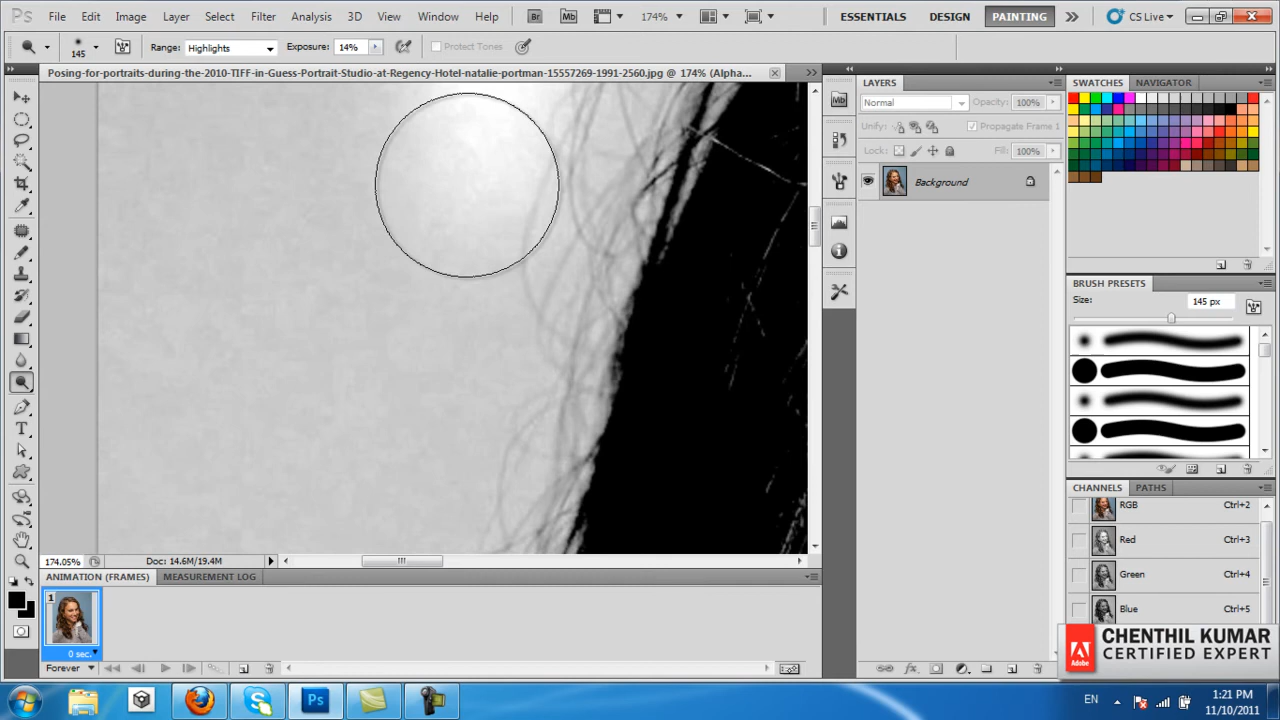 Ps File Edit Image Layer Select Filter Analysis 3D View Window Help Br Mb 174% ESSENTIALS DESIGN PAINTING CS Live
145 Range: Highlights Exposure: 14% Protect Tones
Posing-for-portraits-during-the-2010-TIFF-in-Guess-Portrait-Studio-at-Regency-Hotel-natalie-portman-15557269-1991-2560.jpg @ 174% (Alpha...
LAYERS
Normal Opacity: 100%
Unify: Propagate Frame 1
Lock: Fill: 100%
Background
Mb
SWATCHES NAVIGATOR
BRUSH PRESETS
Size: 145 px
CHANNELS PATHS
RGB Ctrl+2
Red Ctrl+3
Green Ctrl+4
Blue Ctrl+5
174.05% Doc: 14.6M/19.4M
ANIMATION (FRAMES) MEASUREMENT LOG
1
0 sec.
Forever
Adobe
CHENTHIL KUMAR
CERTIFIED EXPERT
Ps
EN
1:21 PM
11/10/2011